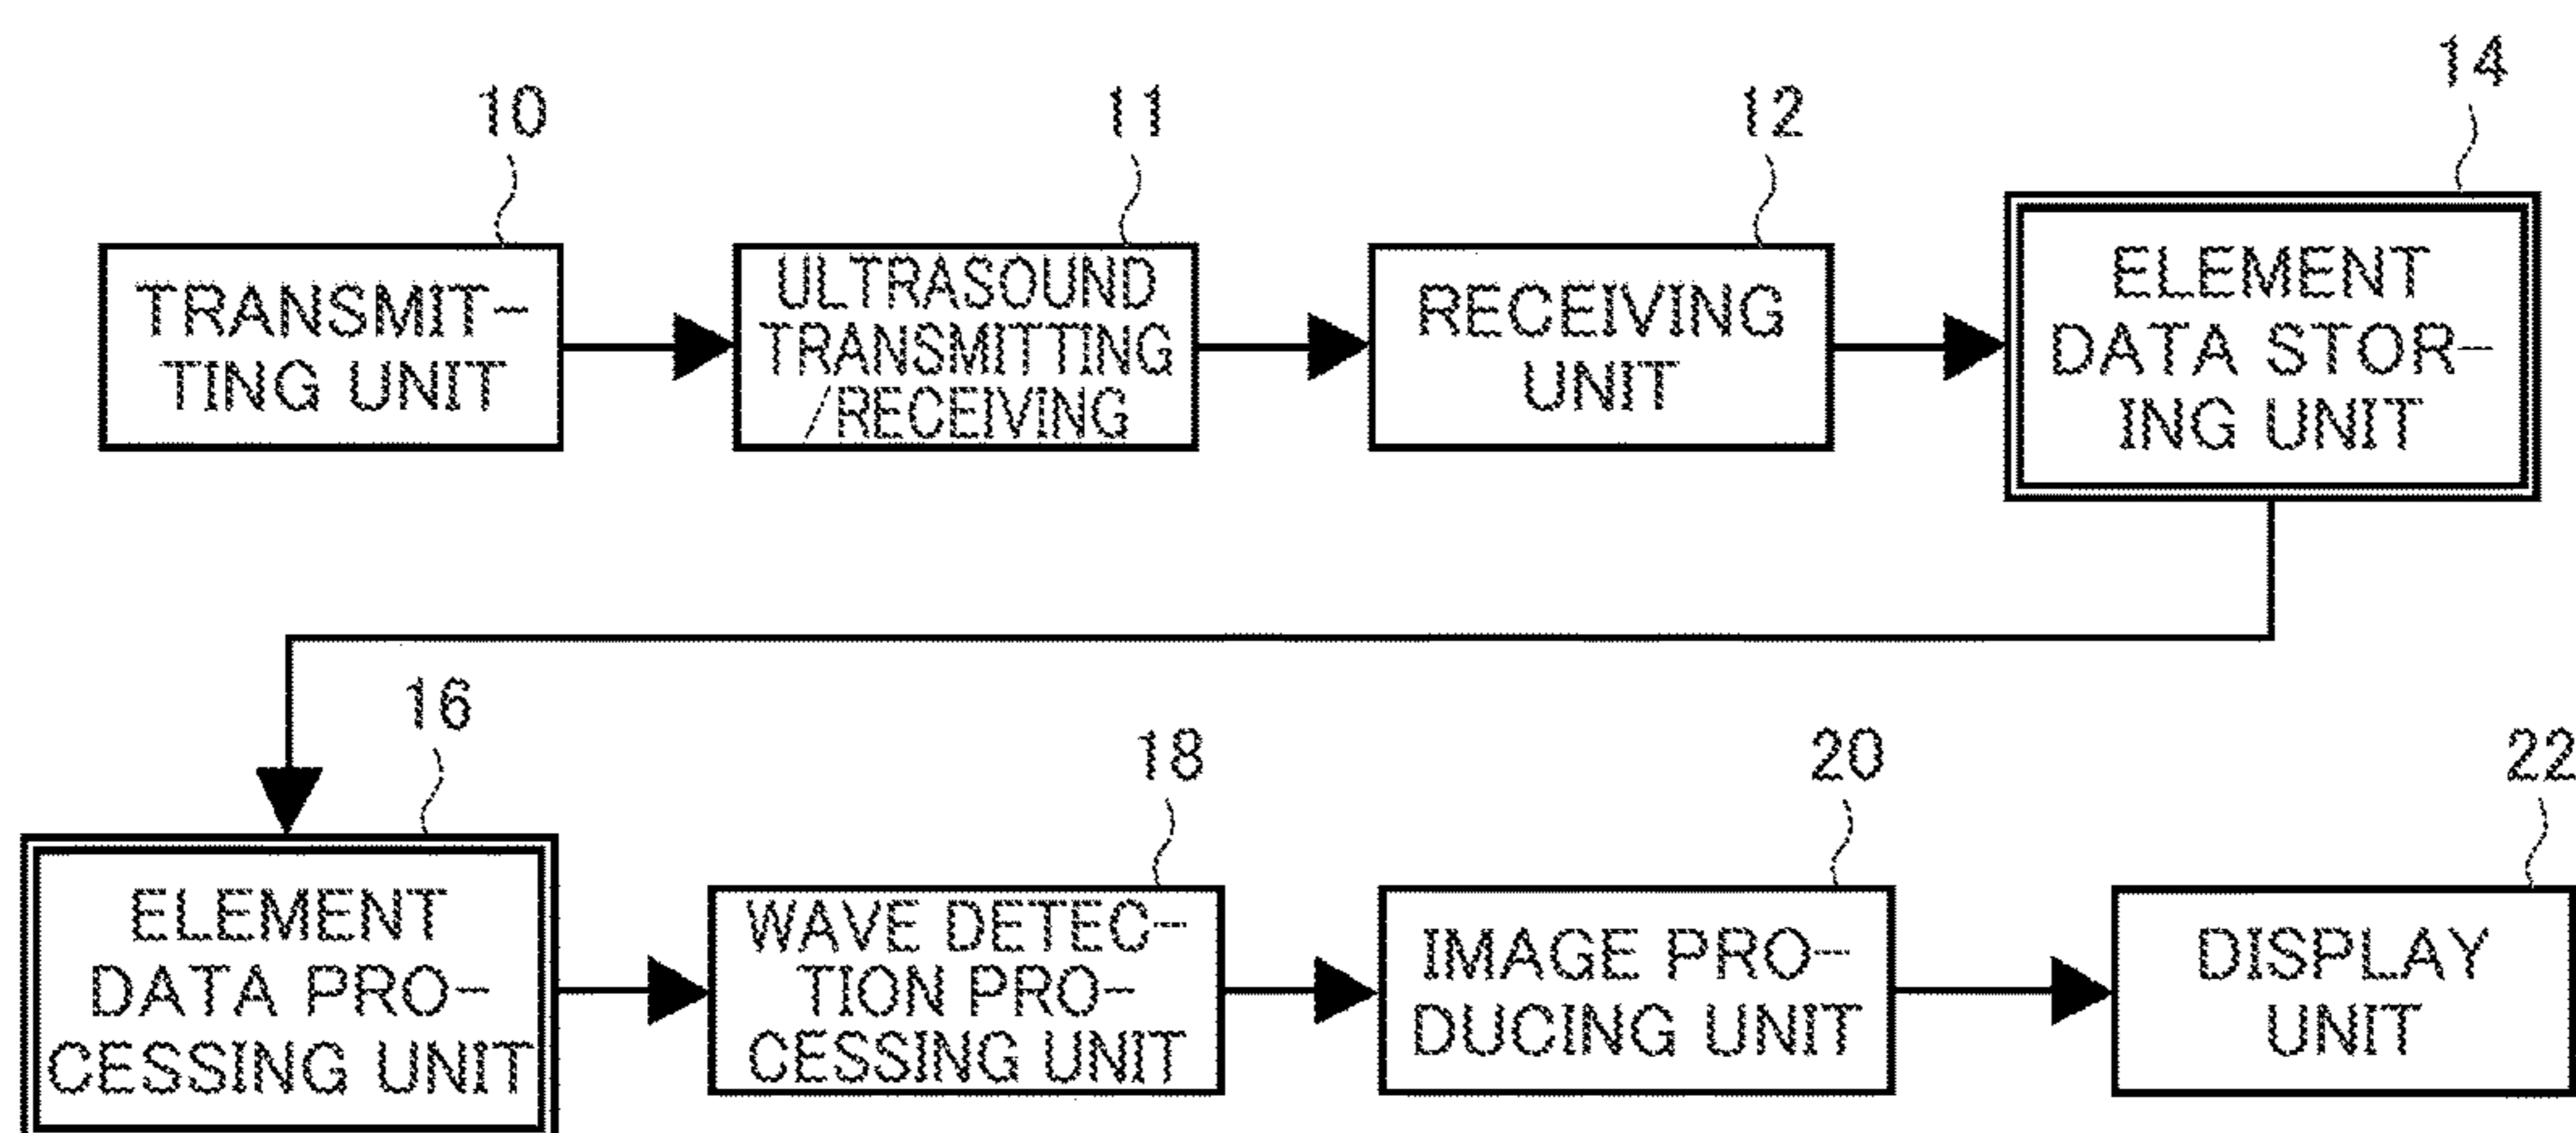 10
11
12
14
TRANSMIT-
TING UNIT
ULTRASOUND
TRANSMITTING
/RECEIVING
RECEIVING
UNIT
ELEMENT
DATA STOR-
ING UNIT
16
18
20
22
ELEMENT
DATA PRO-
CESSING UNIT
WAVE DETEC-
TION PRO-
CESSING UNIT
IMAGE PRO-
DUCING UNIT
DISPLAY
UNIT